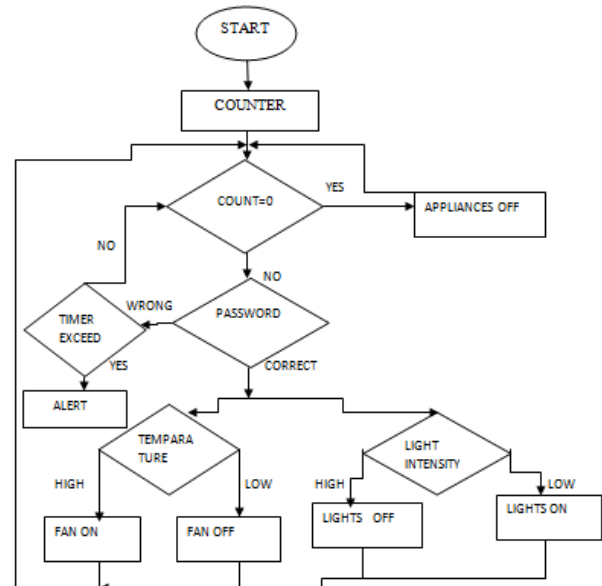 START
COUNTER
COUNT=0
YES
APPLIANCES OFF
NO
NO
WRONG
PASSWORD
TIMER
EXCEED
YES
CORRECT
ALERT
TEMPARA
TURE
LIGHT
INTENSITY
HIGH
LOW
HIGH
LOW
FAN ON
FAN OFF
LIGHTS OFF
LIGHTS ON